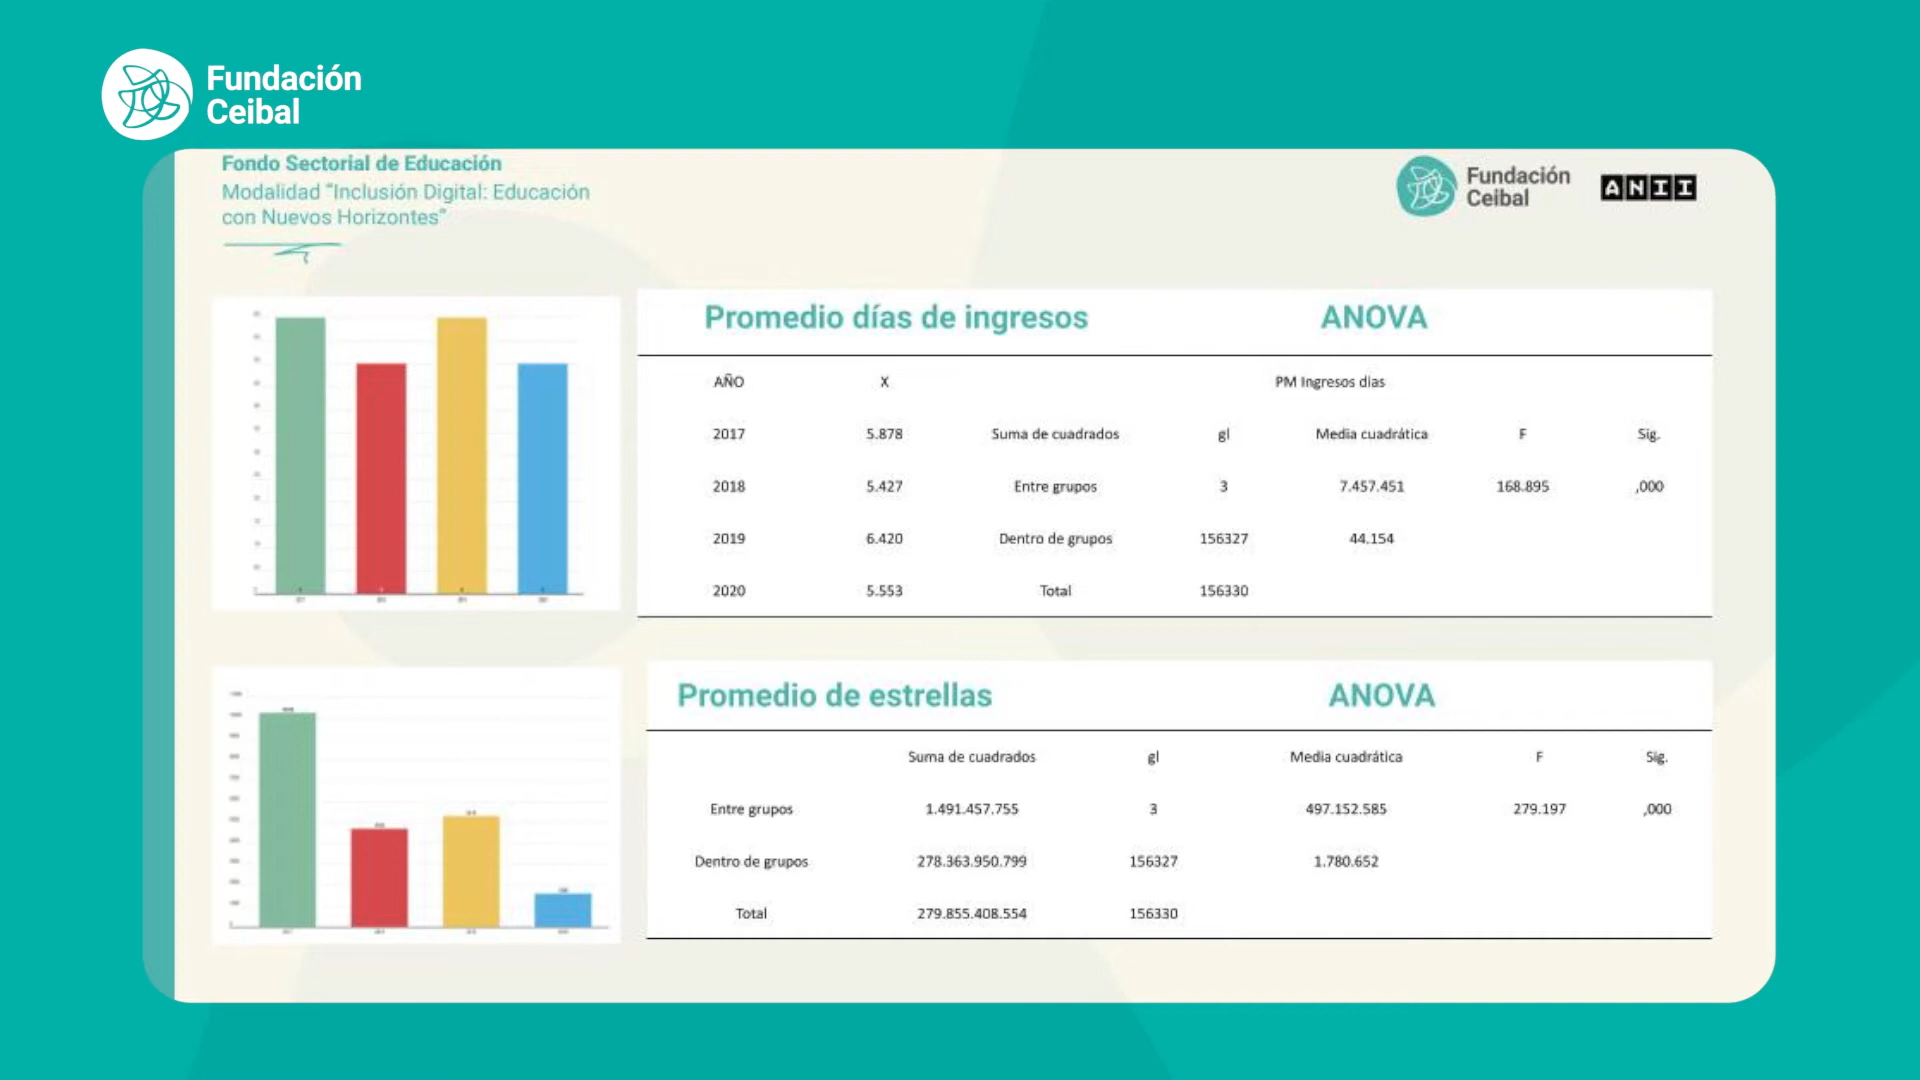 Fundación
Ceibal
Fondo Sectorial de Educación
Modalidad “Inclusión Digital: Educación
con Nuevos Horizontes”
Fundación
Ceibal
ANII
Promedio días de ingresos ANOVA
AÑO X PM Ingresos dias
2017 5.878 Suma de cuadrados gl Media cuadrática F Sig.
2018 5.427 Entre grupos 3 7.457.451 168.895 ,000
2019 6.420 Dentro de grupos 156327 44.154
2020 5.553 Total 156330
Promedio de estrellas ANOVA
Suma de cuadrados gl Media cuadrática F Sig.
Entre grupos 1.491.457.755 3 497.152.585 279.197 ,000
Dentro de grupos 278.363.950.799 156327 1.780.652
Total 279.855.408.554 156330